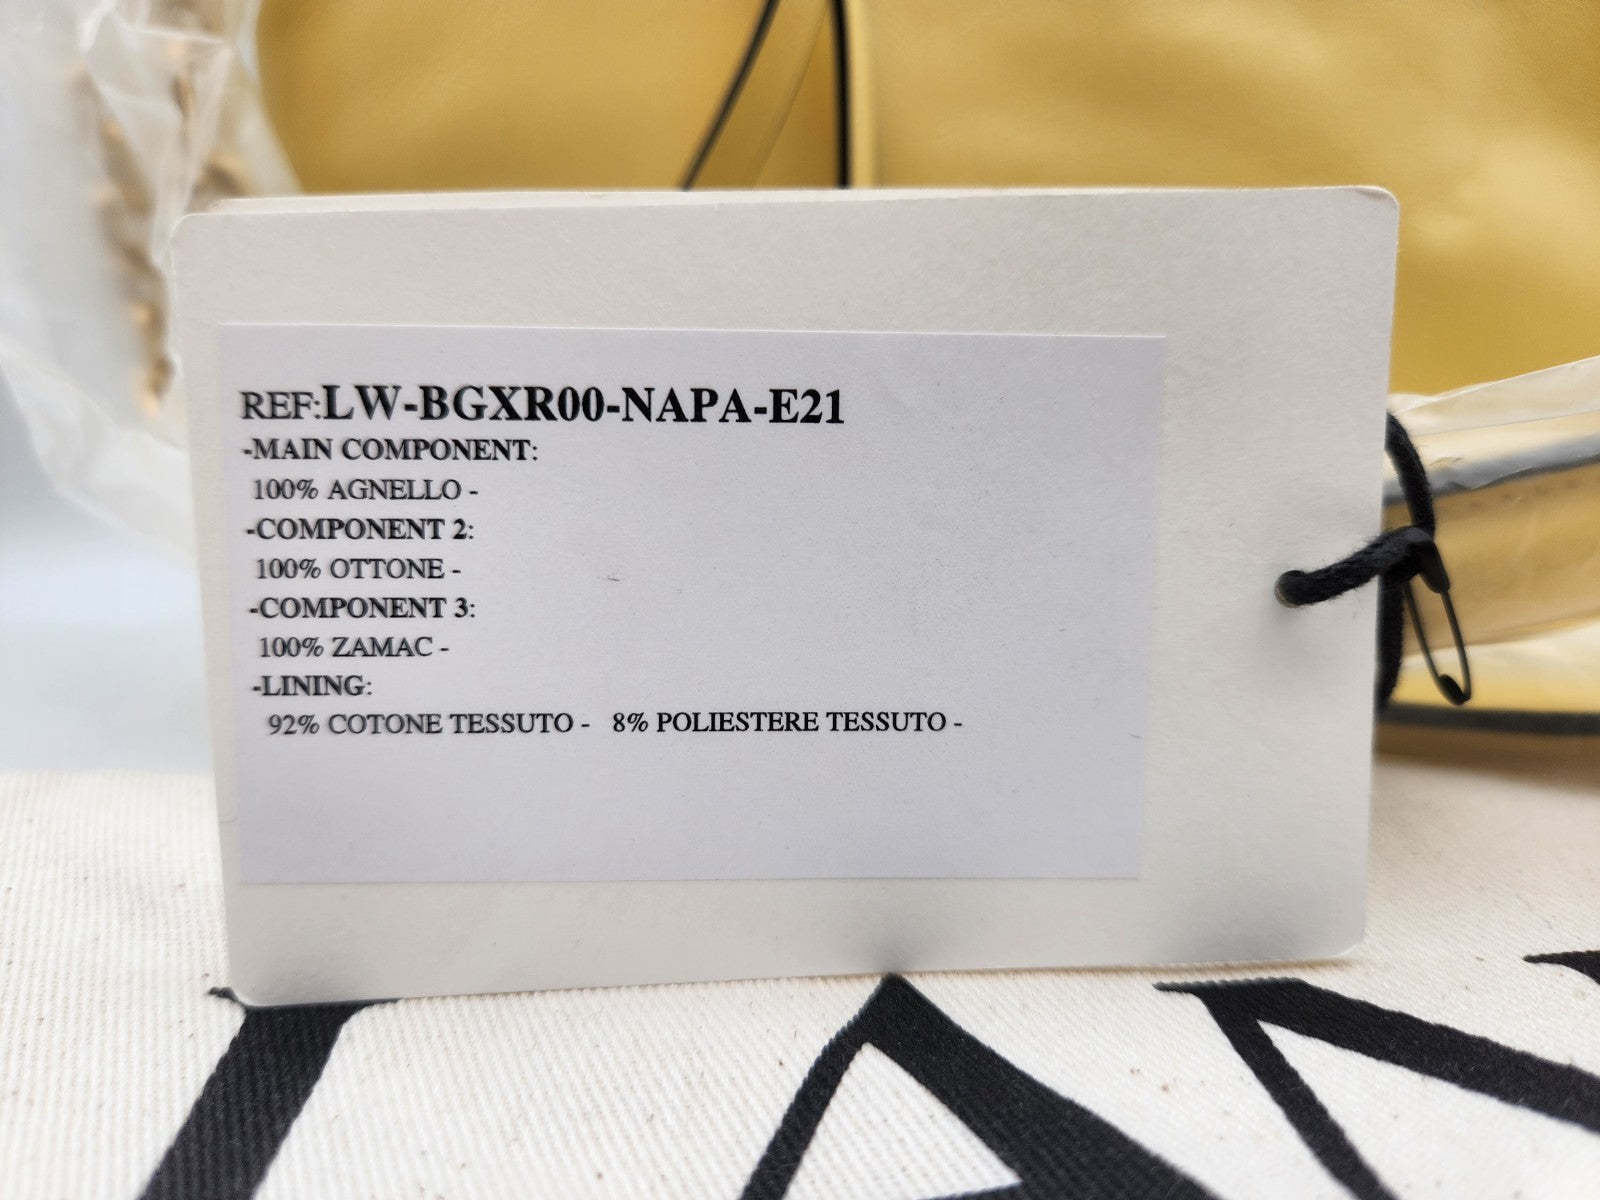 REF:LW-BGXR00-NAPA-E21
-MAIN COMPONENT:
100% AGNELLO -
-COMPONENT 2:
100% OTTONE -
-COMPONENT 3:
100% ZAMAC -
-LINING:
92% COTONE TESSUTO - 8% POLIESTERE TESSUTO -